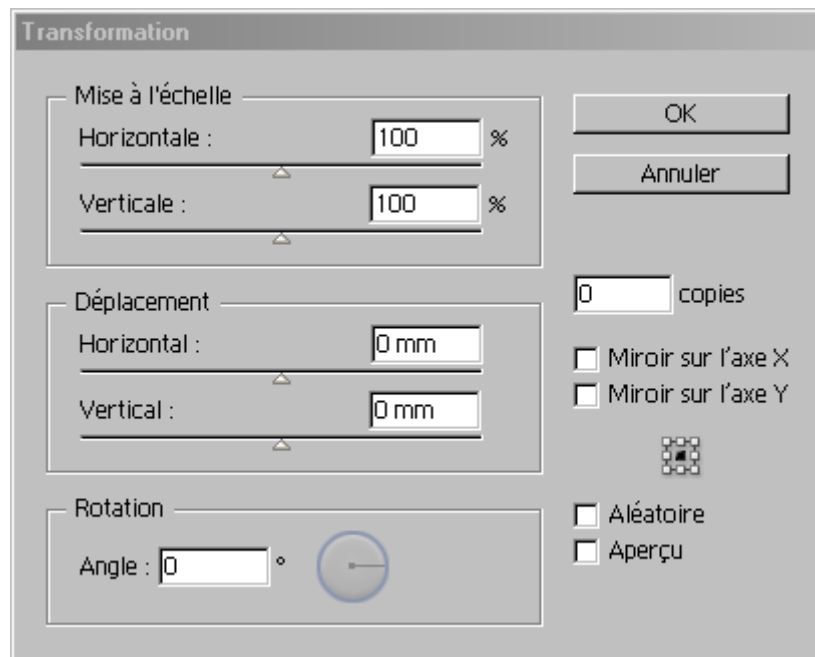 Transformation
Mise à l'échelle
Horizontale : 100 %
Verticale : 100 %
Déplacement
Horizontal : 0 mm
Vertical : 0 mm
Rotation
Angle : 0 °
OK
Annuler
0 copies
Miroir sur l'axe X
Miroir sur l'axe Y
Aléatoire
Aperçu